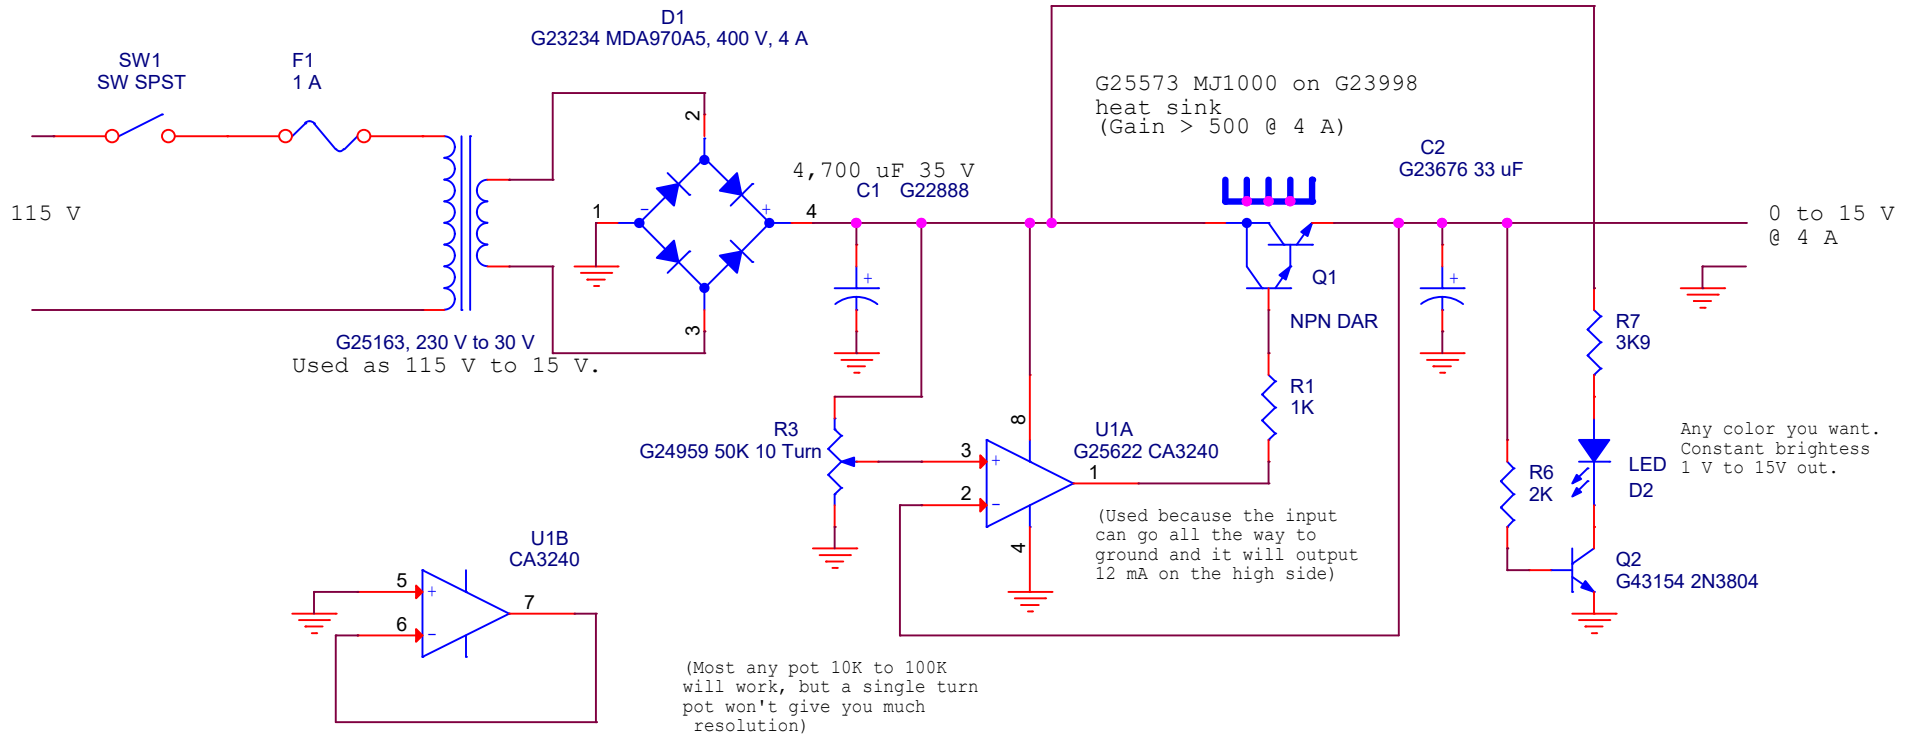 D1
G23234 MDA970A5, 400 V, 4 A
SW1
SW SPST
F1
1 A
G25573 MJ1000 on G23998
heat sink
(Gain > 500 @ 4 A)
2
C2
G23676 33 uF
4,700 uF 35 V
C1 G22888
115 V
1
-
+
4
0 to 15 V
@ 4 A
+
+
Q1
3
NPN DAR
R7
3K9
G25163, 230 V to 30 V
Used as 115 V to 15 V.
R1
1K
8
R3
G24959 50K 10 Turn
U1A
G25622 CA3240
Any color you want.
Constant brightess
1 V to 15V out.
3
+
1
2
-
LED
D2
R6
2K
(Used because the input
can go all the way to
ground and it will output
12 mA on the high side)
4
U1B
CA3240
Q2
G43154 2N3804
5
+
7
6
-
(Most any pot 10K to 100K
will work, but a single turn
pot won't give you much
resolution)